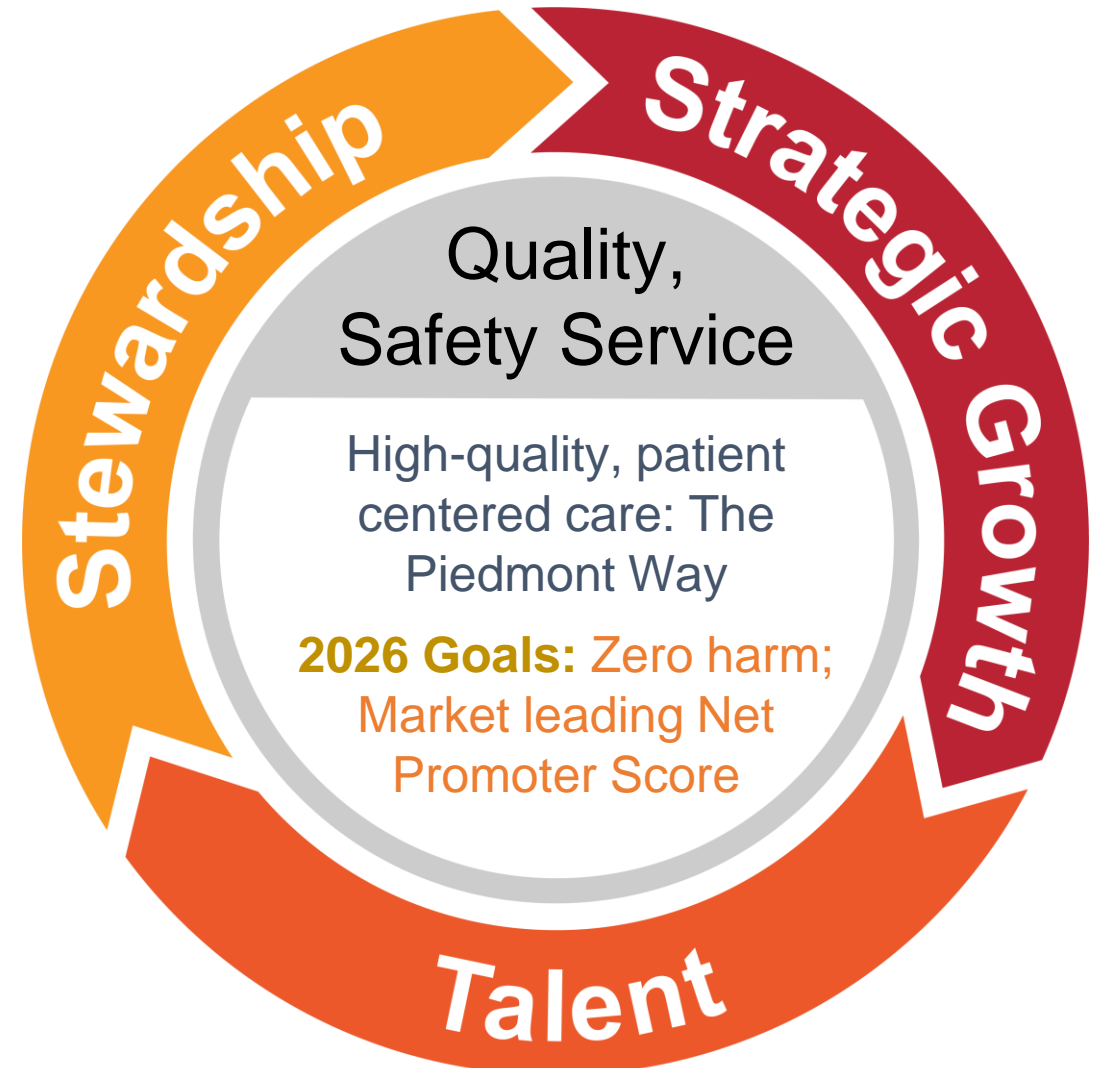 Stewardship
Strategic Growth
Quality,
Safety Service
High-quality, patient
centered care: The
Piedmont Way
2026 Goals: Zero harm;
Market leading Net
Promoter Score
Talent